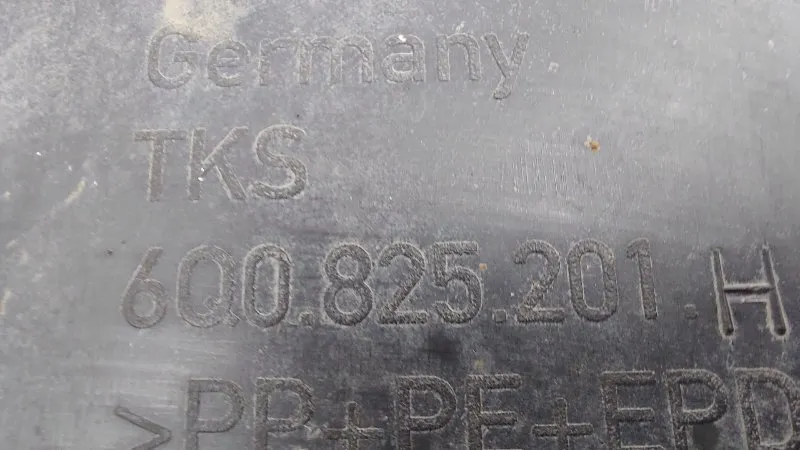 Germany
TKS
6Q0.825.201.H
>PP+PE+EPD